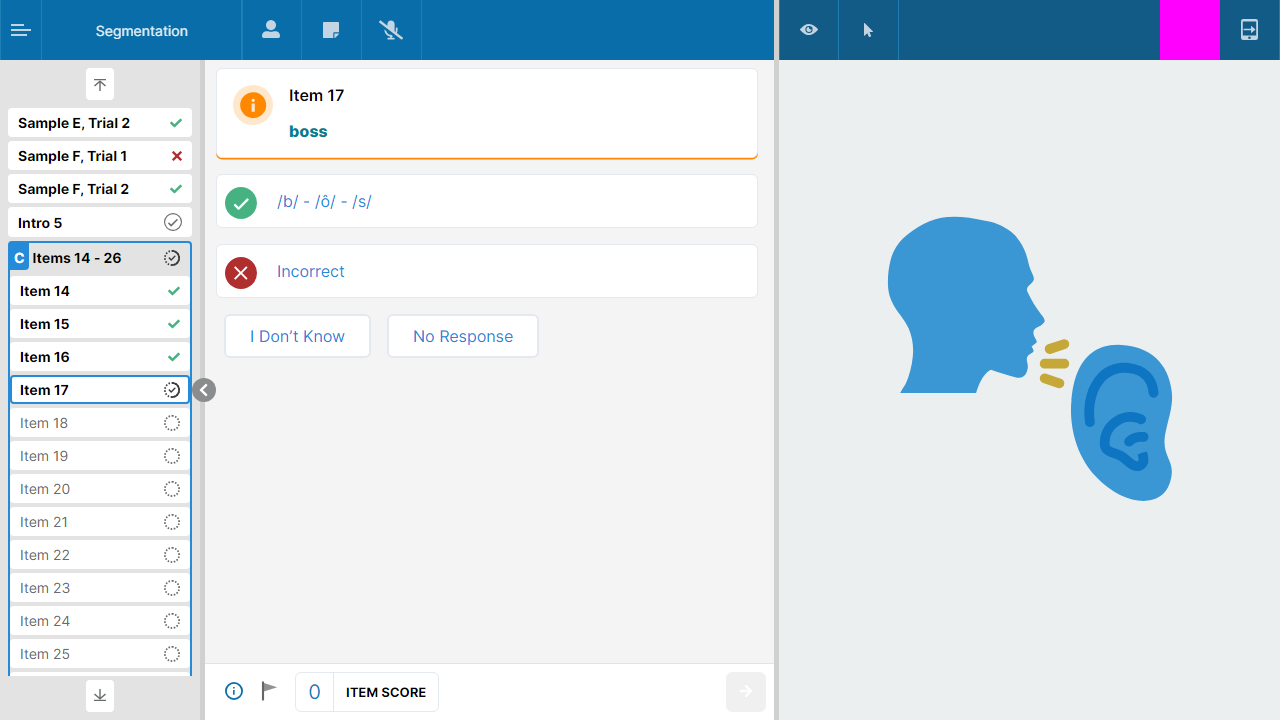 Segmentation
Sample E, Trial 2
Sample F, Trial 1
Sample F, Trial 2
Intro 5
C Items 14 - 26
Item 14
Item 15
Item 16
Item 17
Item 18
Item 19
Item 20
Item 21
Item 22
Item 23
Item 24
Item 25
Item 17
boss
/b/ - /ô/ - /s/
Incorrect
I Don’t Know No Response
0 ITEM SCORE